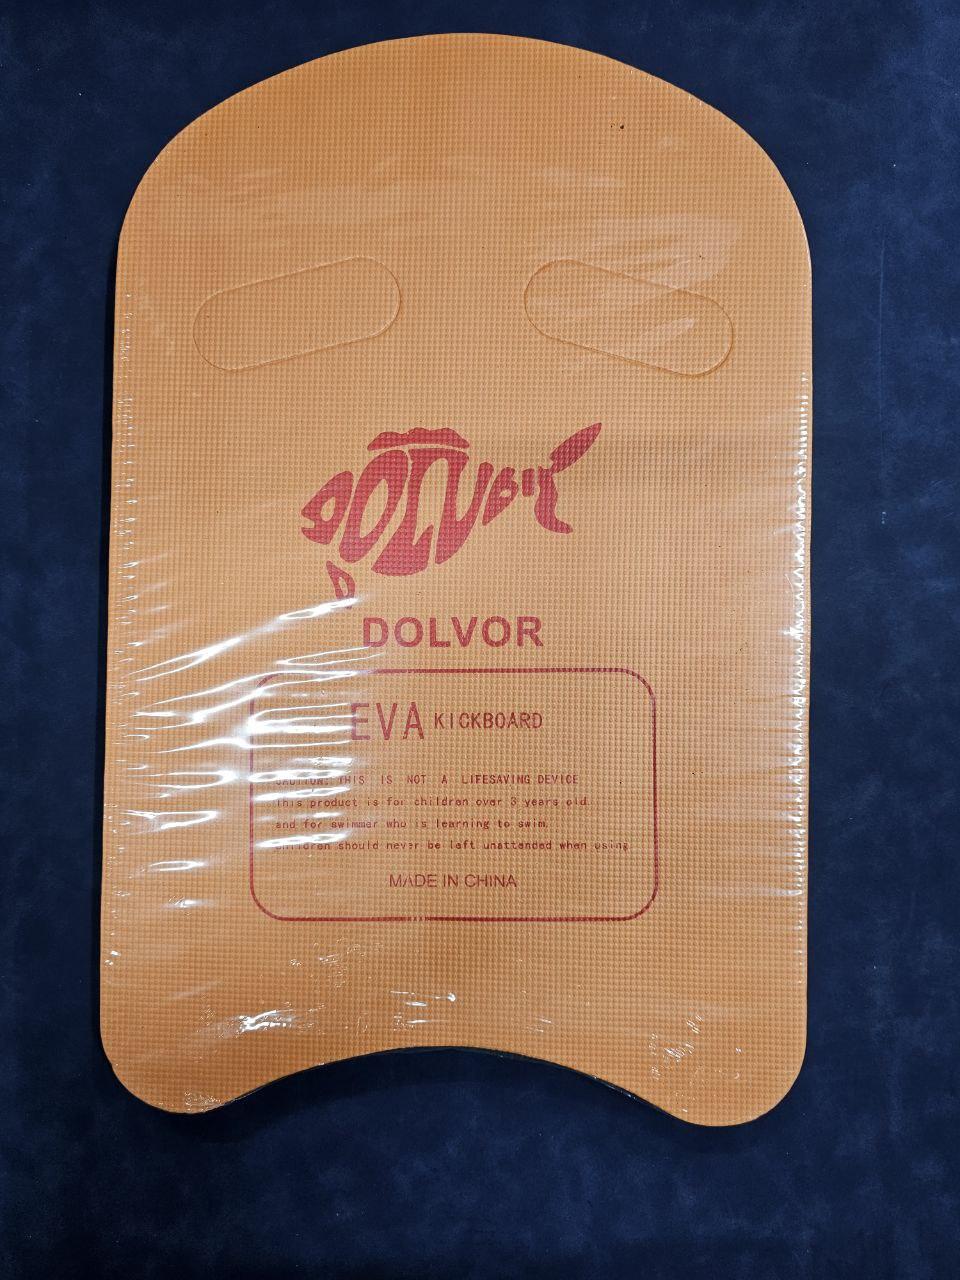 DOLVOR
EVA KICKBOARD
CAUTION: THIS IS NOT A LIFESAVING DEVICE
This product is for children over 3 years old
and for swimmer who is learning to swim.
Children should never be left unattended when using
MADE IN CHINA